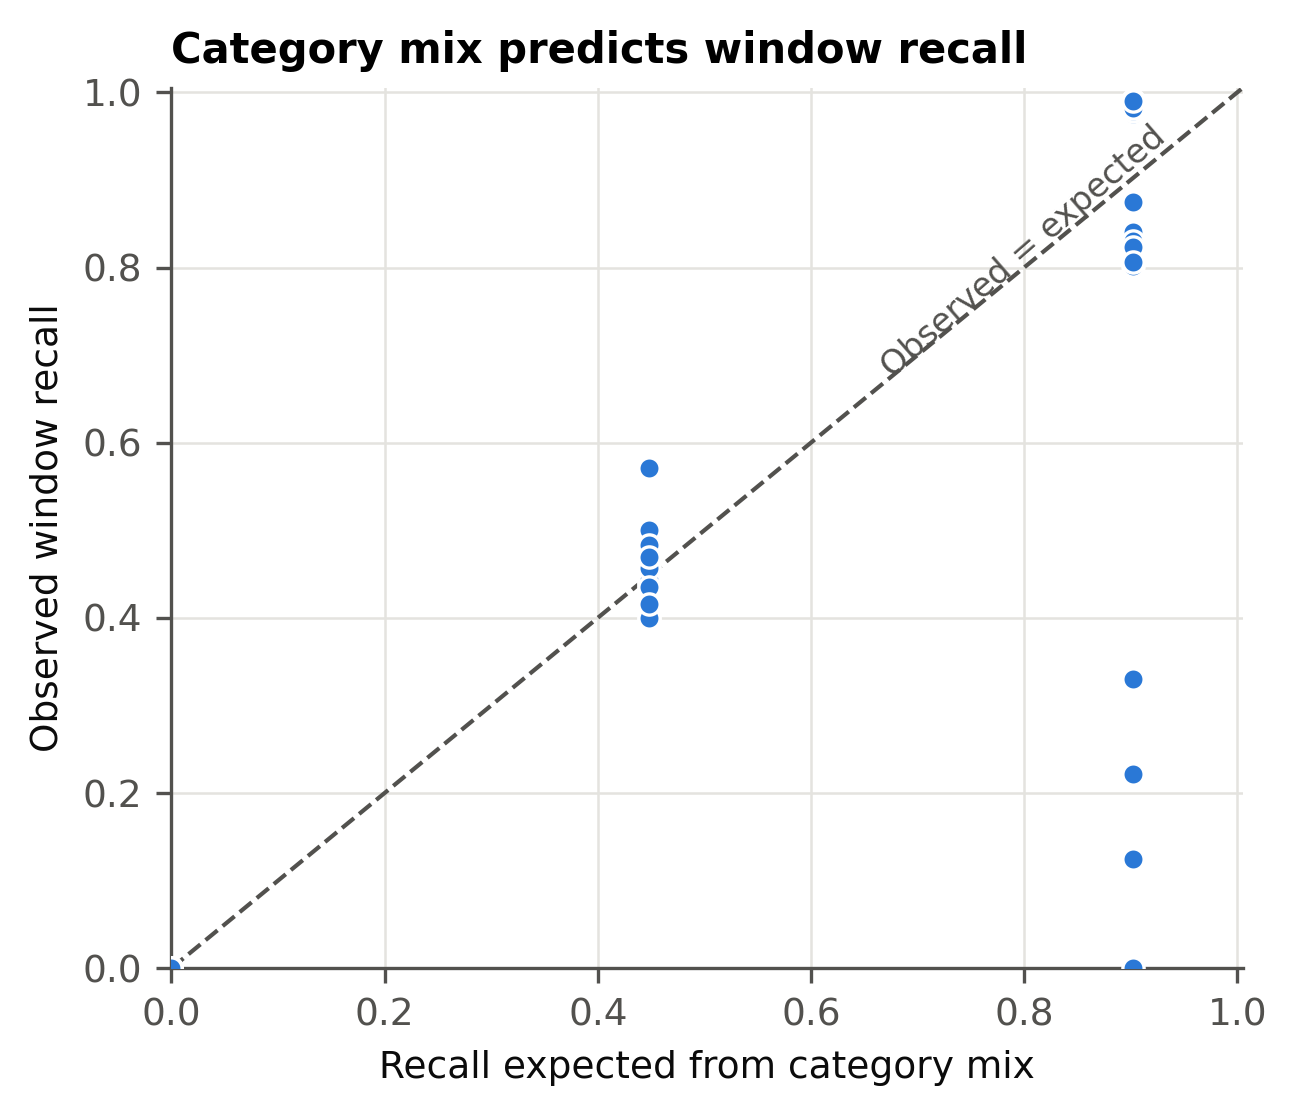 Category mix predicts window recall
1.0
0.8
0.6
0.4
0.2
0.0
Observed window recall
Observed = expected
0.0 0.2 0.4 0.6 0.8 1.0
Recall expected from category mix